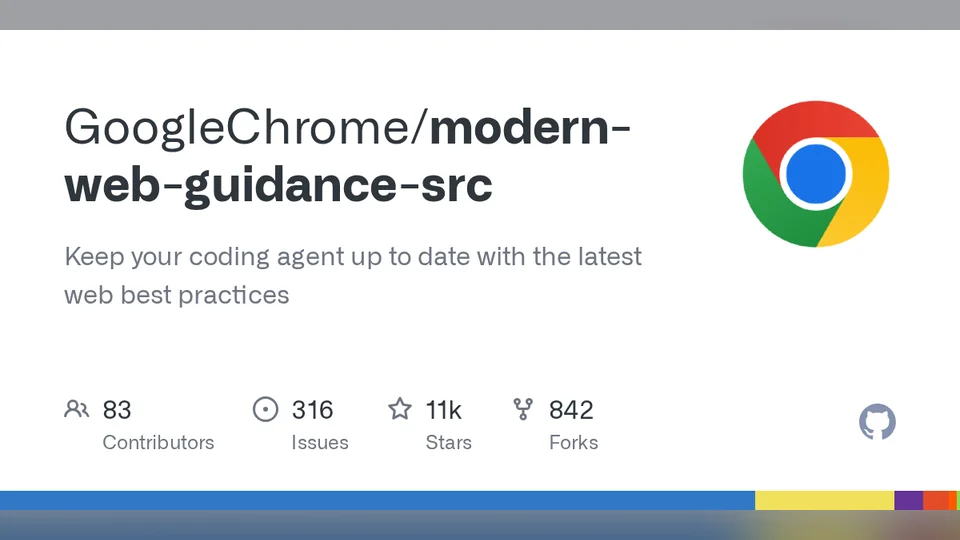 GoogleChrome/modern-
web-guidance-src
Keep your coding agent up to date with the latest
web best practices
83
Contributors
316
Issues
11k
Stars
842
Forks